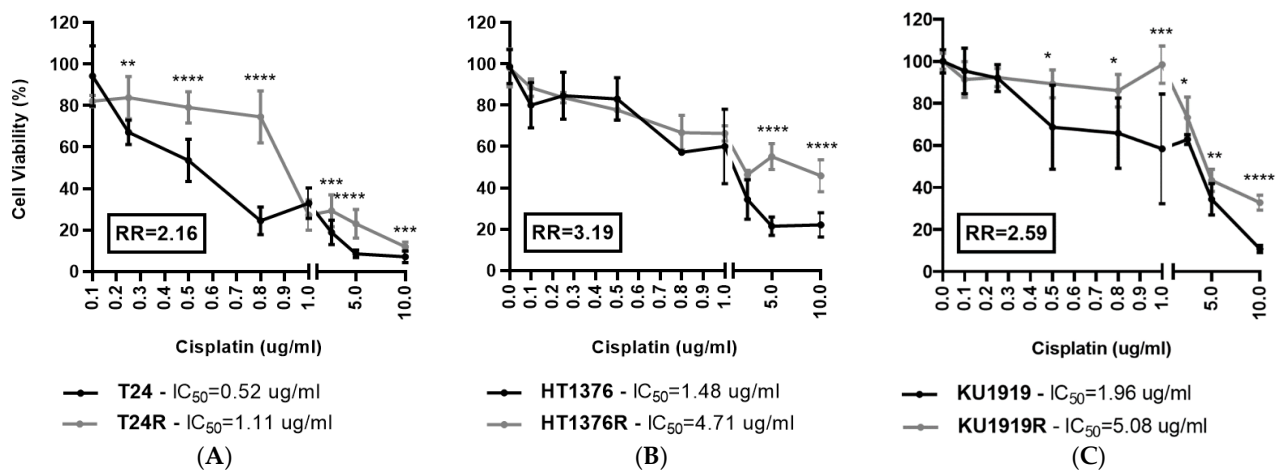 Cell Viability (%)
120
100
80
60
40
20
0
** **** **** *** **** ***
RR=2.16
0.1 0.2 0.3 0.4 0.5 0.6 0.7 0.8 0.9 1.0 5.0 10.0
Cisplatin (ug/ml)
T24 - IC50=0.52 ug/ml
T24R - IC50=1.11 ug/ml
(A)
120
100
80
60
40
20
0
**** ****
RR=3.19
0.0 0.1 0.2 0.3 0.4 0.5 0.6 0.7 0.8 0.9 1.0 5.0 10.0
Cisplatin (ug/ml)
HT1376 - IC50=1.48 ug/ml
HT1376R - IC50=4.71 ug/ml
(B)
120
100
80
60
40
20
0
* * *** * ** ****
RR=2.59
0.0 0.1 0.2 0.3 0.4 0.5 0.6 0.7 0.8 0.9 1.0 5.0 10.0
Cisplatin (ug/ml)
KU1919 - IC50=1.96 ug/ml
KU1919R - IC50=5.08 ug/ml
(C)